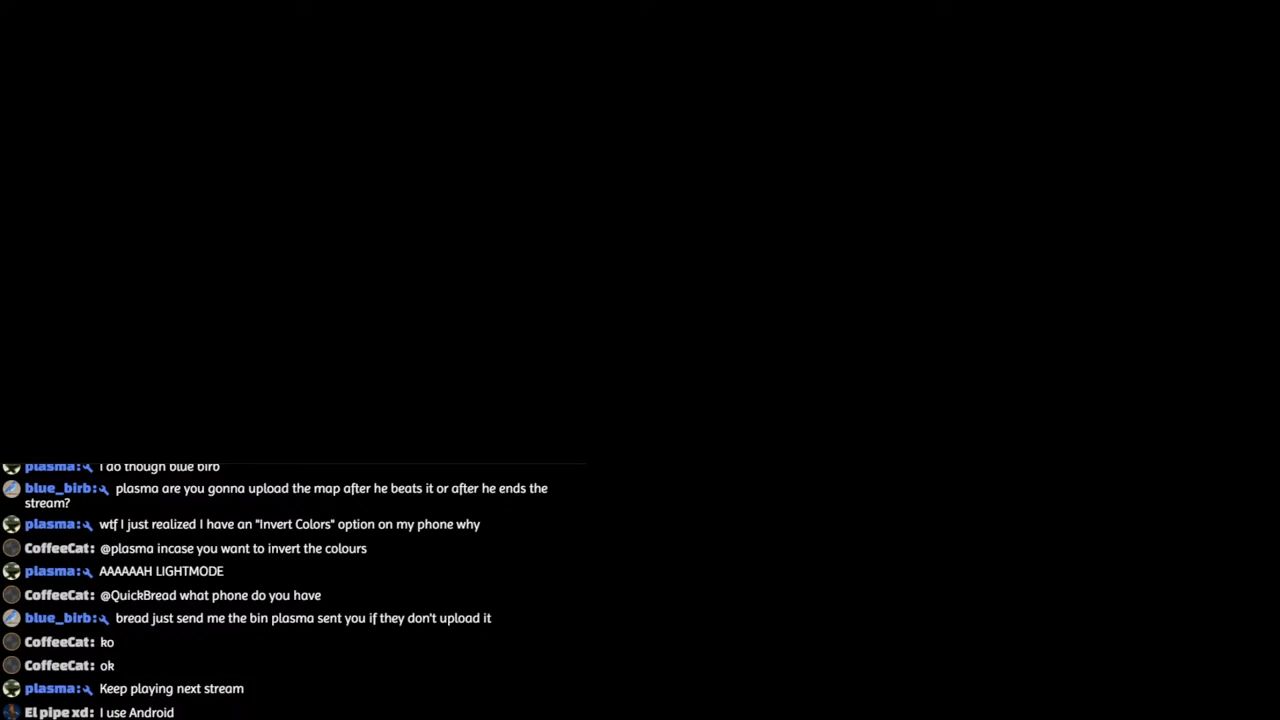 plasma: I do though blue birb
blue_birb: plasma are you gonna upload the map after he beats it or after he ends the
stream?
plasma: wtf I just realized I have an "Invert Colors" option on my phone why
CoffeeCat: @plasma incase you want to invert the colours
plasma: AAAAAAH LIGHTMODE
CoffeeCat: @QuickBread what phone do you have
blue_birb: bread just send me the bin plasma sent you if they don't upload it
CoffeeCat: ko
CoffeeCat: ok
plasma: Keep playing next stream
El pipe xd: I use Android